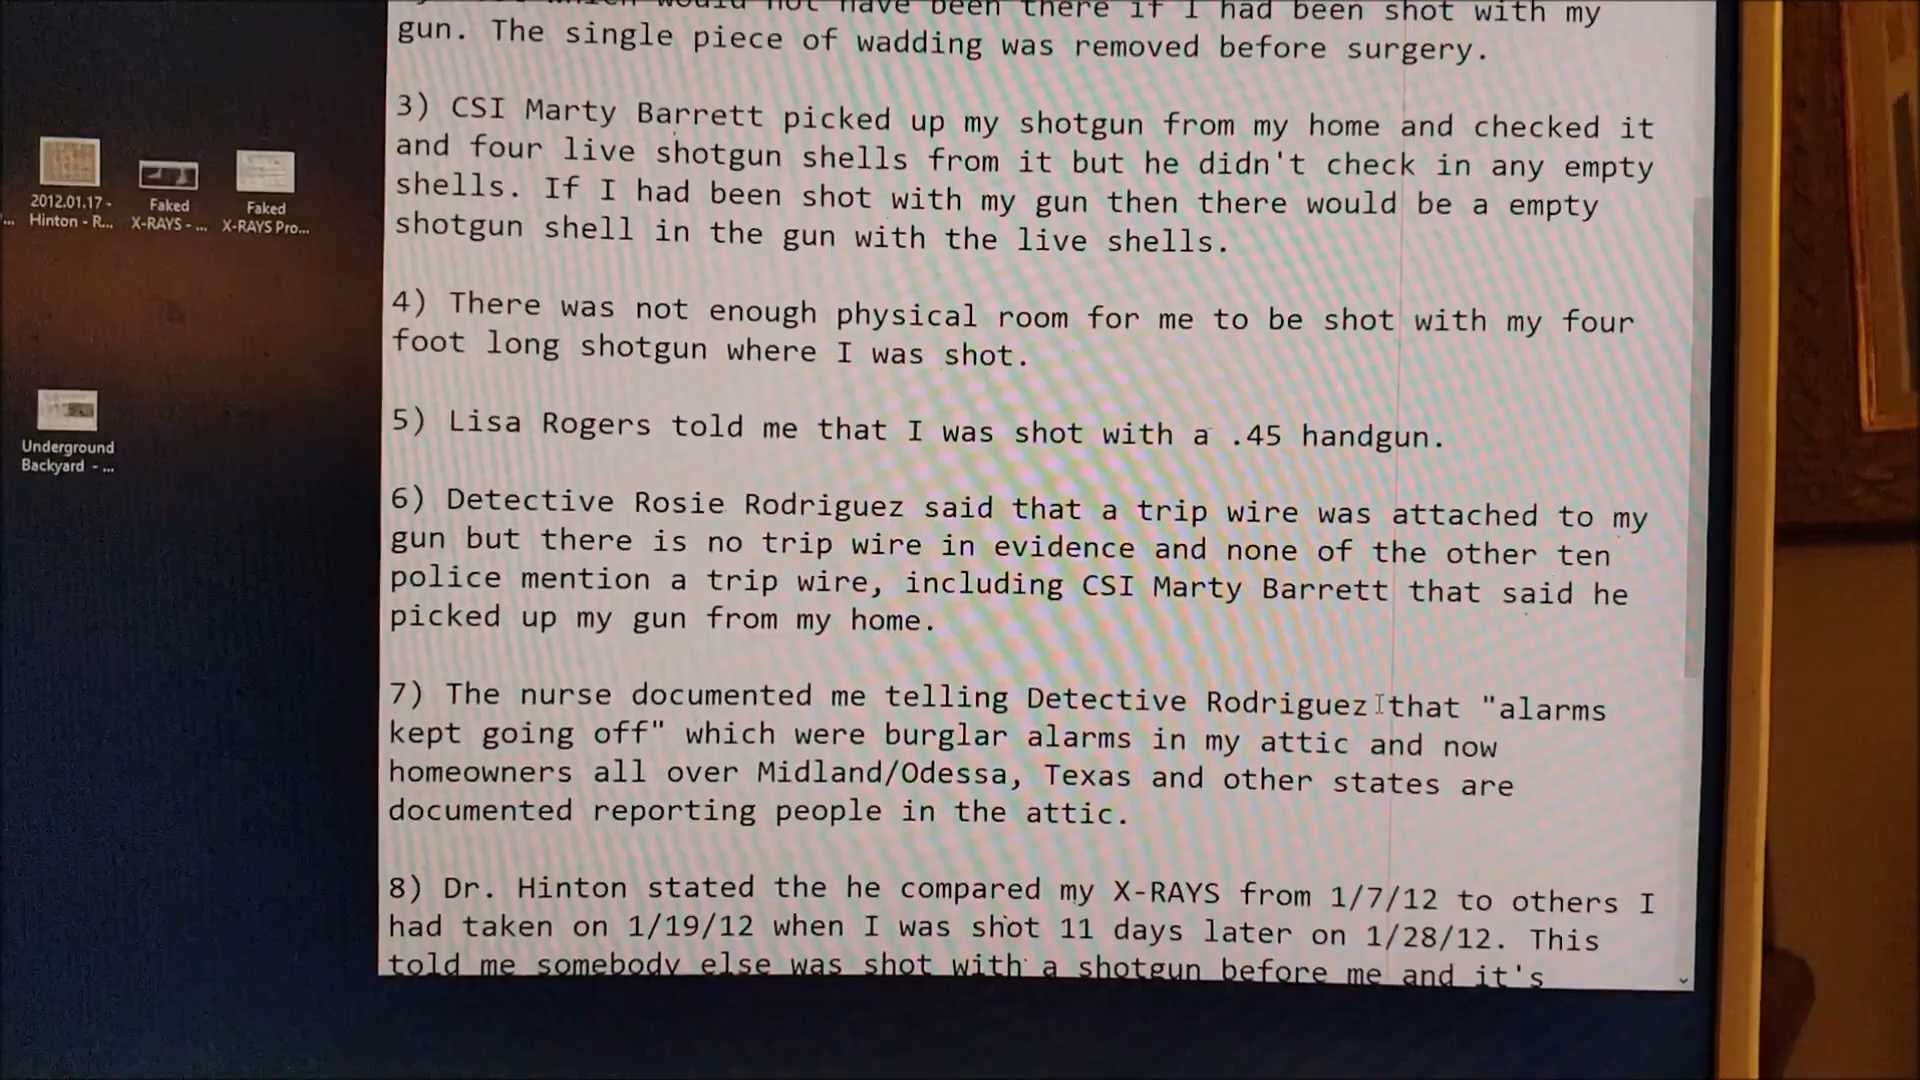 which would not have been there if I had been shot with my
gun. The single piece of wadding was removed before surgery.
3) CSI Marty Barrett picked up my shotgun from my home and checked it
and four live shotgun shells from it but he didn't check in any empty
shells. If I had been shot with my gun then there would be a empty
shotgun shell in the gun with the live shells.
4) There was not enough physical room for me to be shot with my four
foot long shotgun where I was shot.
5) Lisa Rogers told me that I was shot with a .45 handgun.
6) Detective Rosie Rodriguez said that a trip wire was attached to my
gun but there is no trip wire in evidence and none of the other ten
police mention a trip wire, including CSI Marty Barrett that said he
picked up my gun from my home.
7) The nurse documented me telling Detective Rodriguez that "alarms
kept going off" which were burglar alarms in my attic and now
homeowners all over Midland/Odessa, Texas and other states are
documented reporting people in the attic.
8) Dr. Hinton stated the he compared my X-RAYS from 1/7/12 to others I
had taken on 1/19/12 when I was shot 11 days later on 1/28/12. This
told me somebody else was shot with a shotgun before me and it's
2012.01.17 -
Hinton - R...
Faked
X-RAYS - ...
Faked
X-RAYS Pro...
...
Underground
Backyard - ...